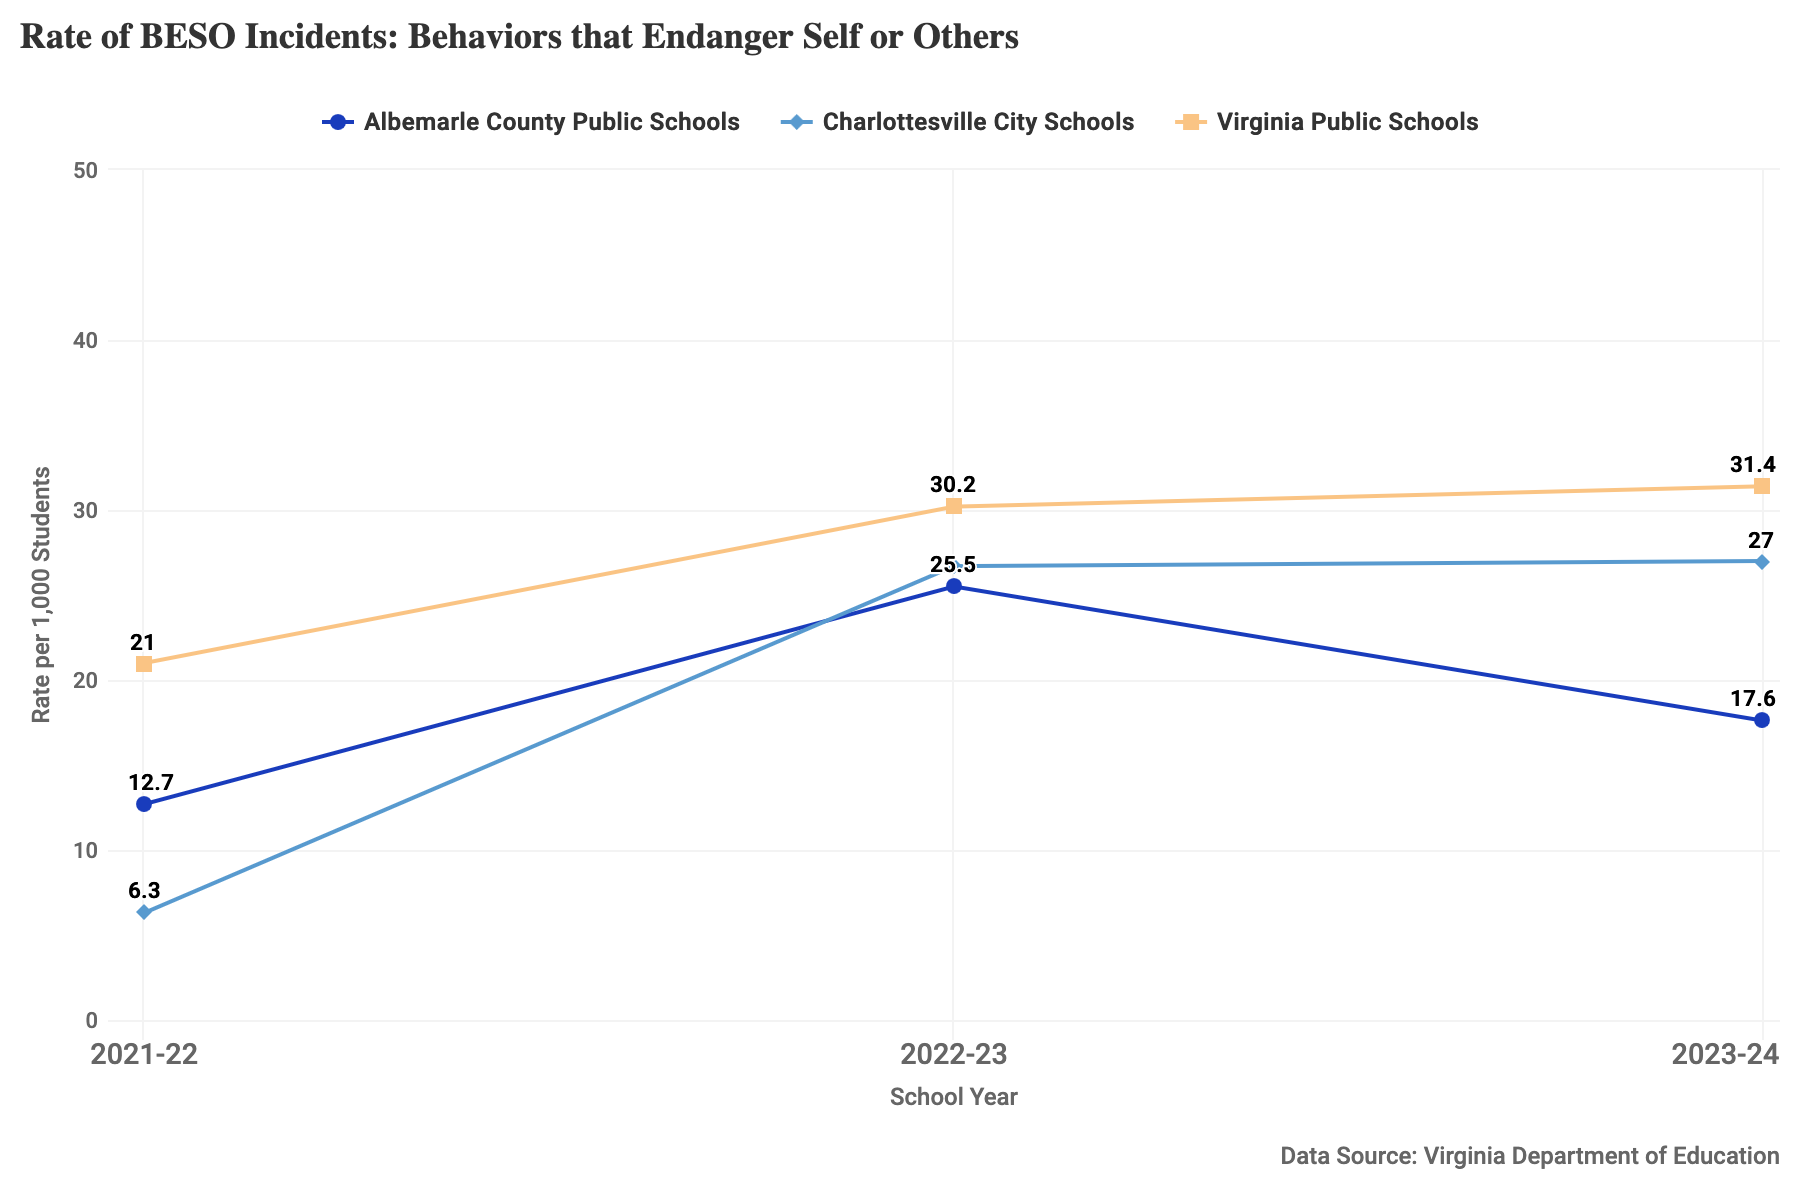 Rate of BESO Incidents: Behaviors that Endanger Self or Others
Albemarle County Public Schools Charlottesville City Schools Virginia Public Schools
50
40
30
20
10
0
Rate per 1,000 Students
31.4
30.2
27
25.5
21
17.6
12.7
6.3
2021-22 2022-23 2023-24
School Year
Data Source: Virginia Department of Education